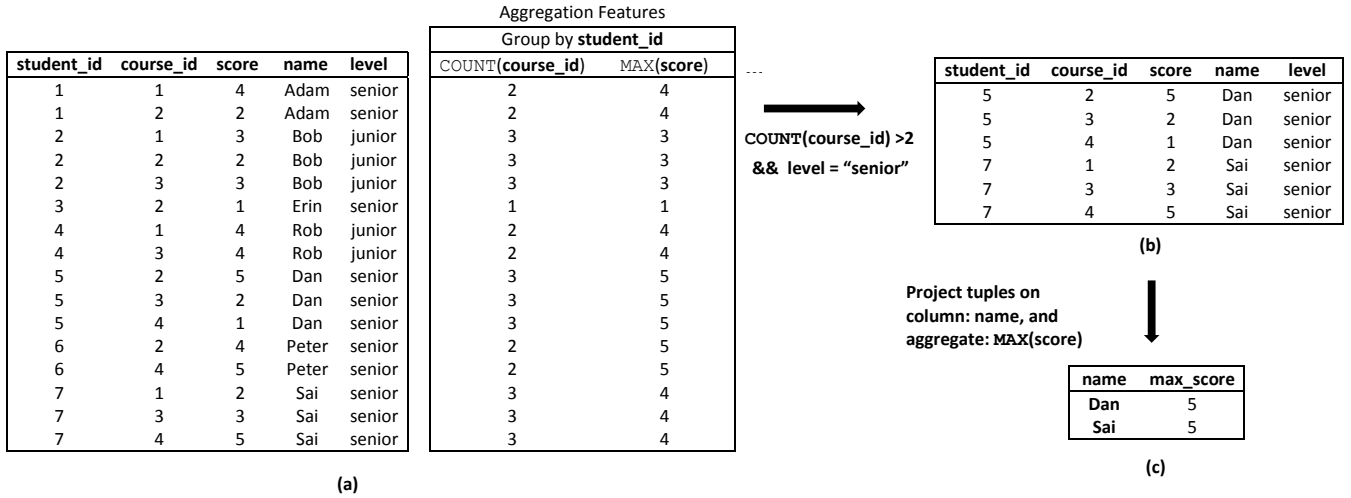 Aggregation Features
Group by student_id
student_id course_id score name level COUNT(course_id) MAX(score) ...
1 1 4 Adam senior 2 4
1 2 2 Adam senior 2 4
2 1 3 Bob junior 3 3
2 2 2 Bob junior 3 3
2 3 3 Bob junior 3 3
3 2 1 Erin senior 1 1
4 1 4 Rob junior 2 4
4 3 4 Rob junior 2 4
5 2 5 Dan senior 3 5
5 3 2 Dan senior 3 5
5 4 1 Dan senior 3 5
6 2 4 Peter senior 2 5
6 4 5 Peter senior 2 5
7 1 2 Sai senior 3 4
7 3 3 Sai senior 3 4
7 4 5 Sai senior 3 4
(a)
COUNT(course_id) >2
&& level = “senior”
student_id course_id score name level
5 2 5 Dan senior
5 3 2 Dan senior
5 4 1 Dan senior
7 1 2 Sai senior
7 3 3 Sai senior
7 4 5 Sai senior
(b)
Project tuples on
column: name, and
aggregate: MAX(score)
name max_score
Dan 5
Sai 5
(c)